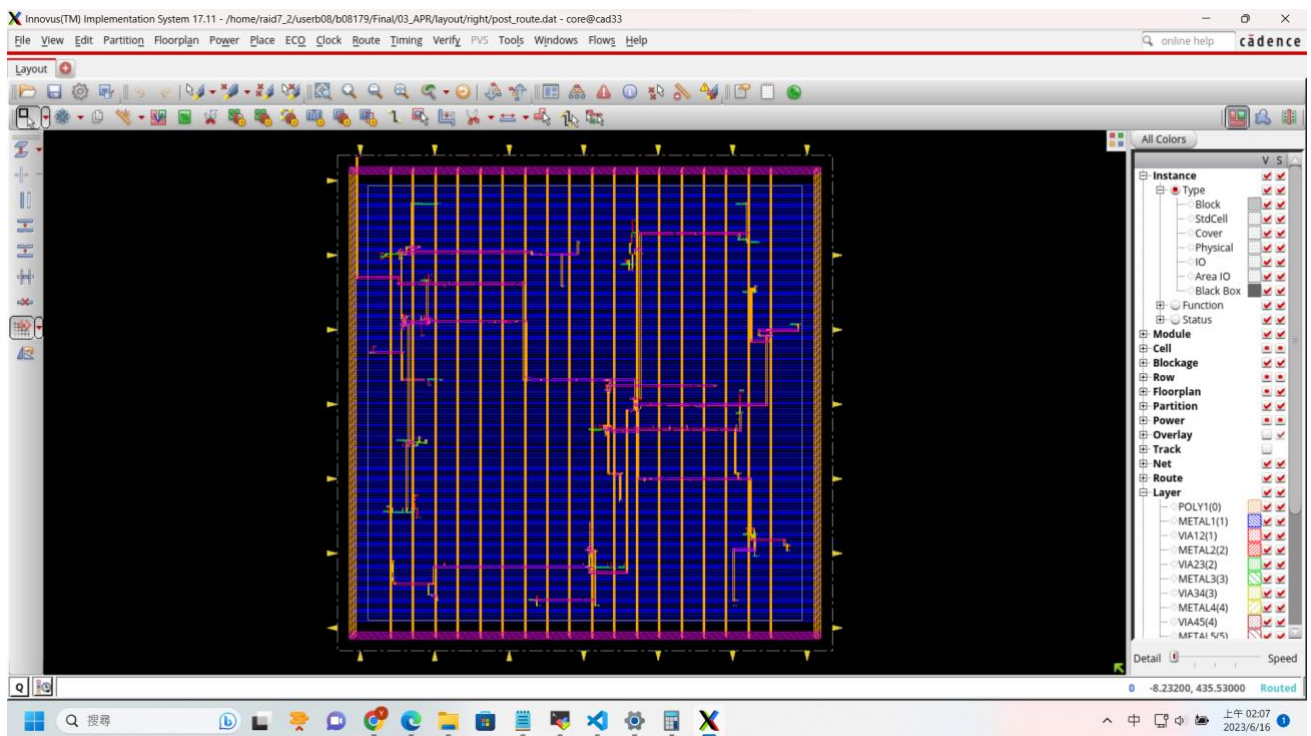 Innovus(TM) Implementation System 17.11 - /home/raid7_2/userb08/b08179/Final/03_APR/layout/right/post_route.dat - core@cad33
File View Edit Partition Floorplan Power Place ECO Clock Route Timing Verify PVS Tools Windows Flows Help
online help
cādence
Layout
All Colors
V S
Instance
Type
Block
StdCell
Cover
Physical
IO
Area IO
Black Box
Function
Status
Module
Cell
Blockage
Row
Floorplan
Partition
Power
Overlay
Track
Net
Route
Layer
POLY1(0)
METAL1(1)
VIA12(1)
METAL2(2)
VIA23(2)
METAL3(3)
VIA34(3)
METAL4(4)
VIA45(4)
METAL5(5)
Detail Speed
Q
0 -8.23200, 435.53000 Routed
搜尋
中
上午 02:07
2023/6/16
1